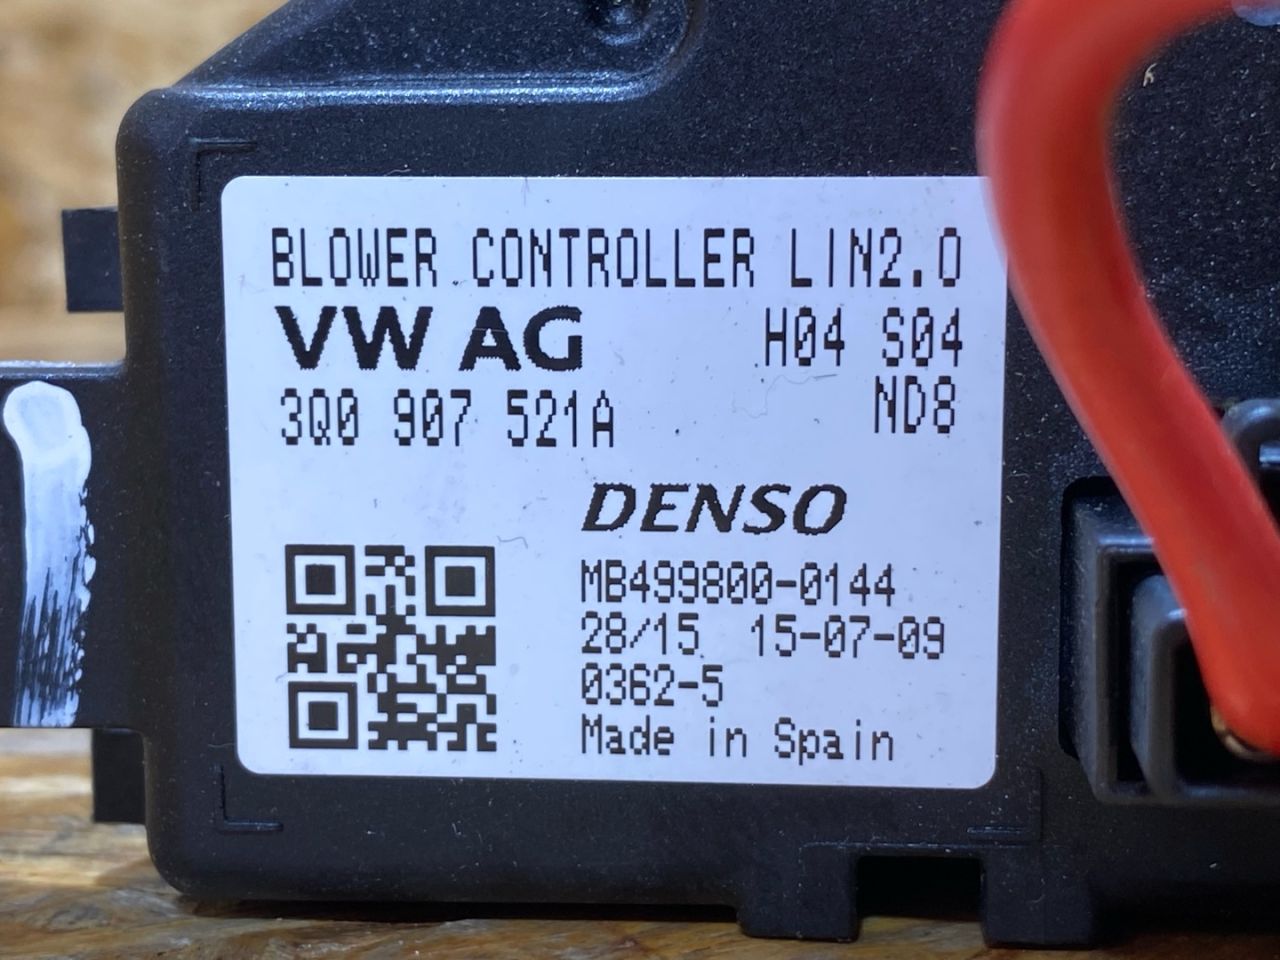 BLOWER CONTROLLER LIN2.0
VW AG H04 S04
3Q0 907 521A ND8
DENSO
MB499800-0144
28/15 15-07-09
0362-5
Made in Spain